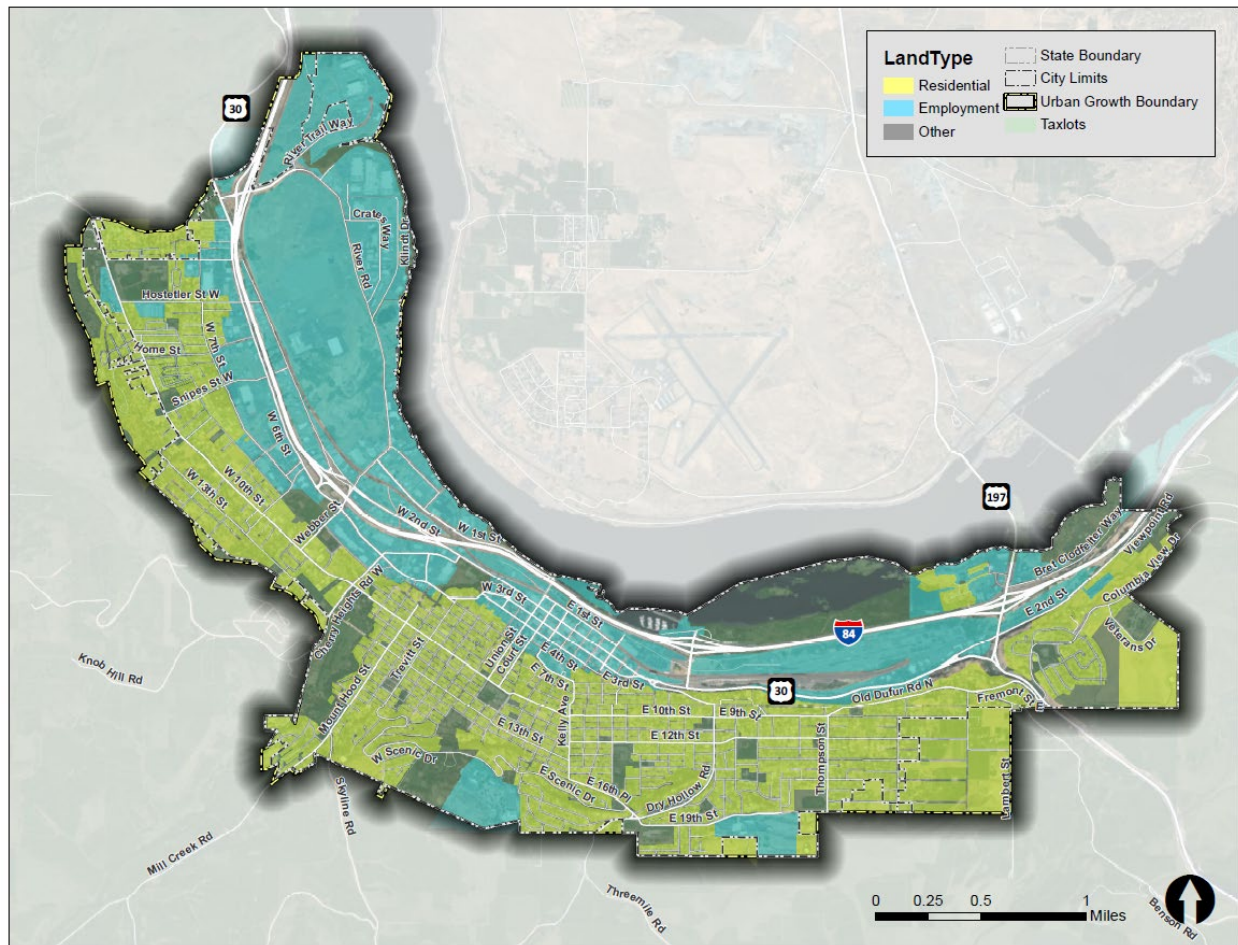 LandType
Residential
Employment
Other
State Boundary
City Limits
Urban Growth Boundary
Taxlots
30
River Trail Way
Crates Way
Klindt Dr
River Rd
Hostetler St W
W 7th St
Home St
Snipes St W
W 6th St
W 10th St
W 13th St
Webber St
W 2nd St
W 1st St
197
Bret Clodfelter Way
Viewpoint Rd
Columbia View Dr
E 2nd St
Veterans Dr
Cherry Heights Rd W
W 3rd St
E 1st St
84
Union St
Court St
E 4th St
E 3rd St
Trevitt St
E 7th St
30
Old Dufur Rd N
Fremont St E
Knob Hill Rd
Mount Hood St
Kelly Ave
E 10th St
E 9th St
E 12th St
E 13th St
Thompson St
W Scenic Dr
E Scenic Dr
E 16th Pl
Dry Hollow Rd
E 19th St
Lambert St
Skyline Rd
Mill Creek Rd
Threemile Rd
Benson Rd
0 0.25 0.5 1
Miles